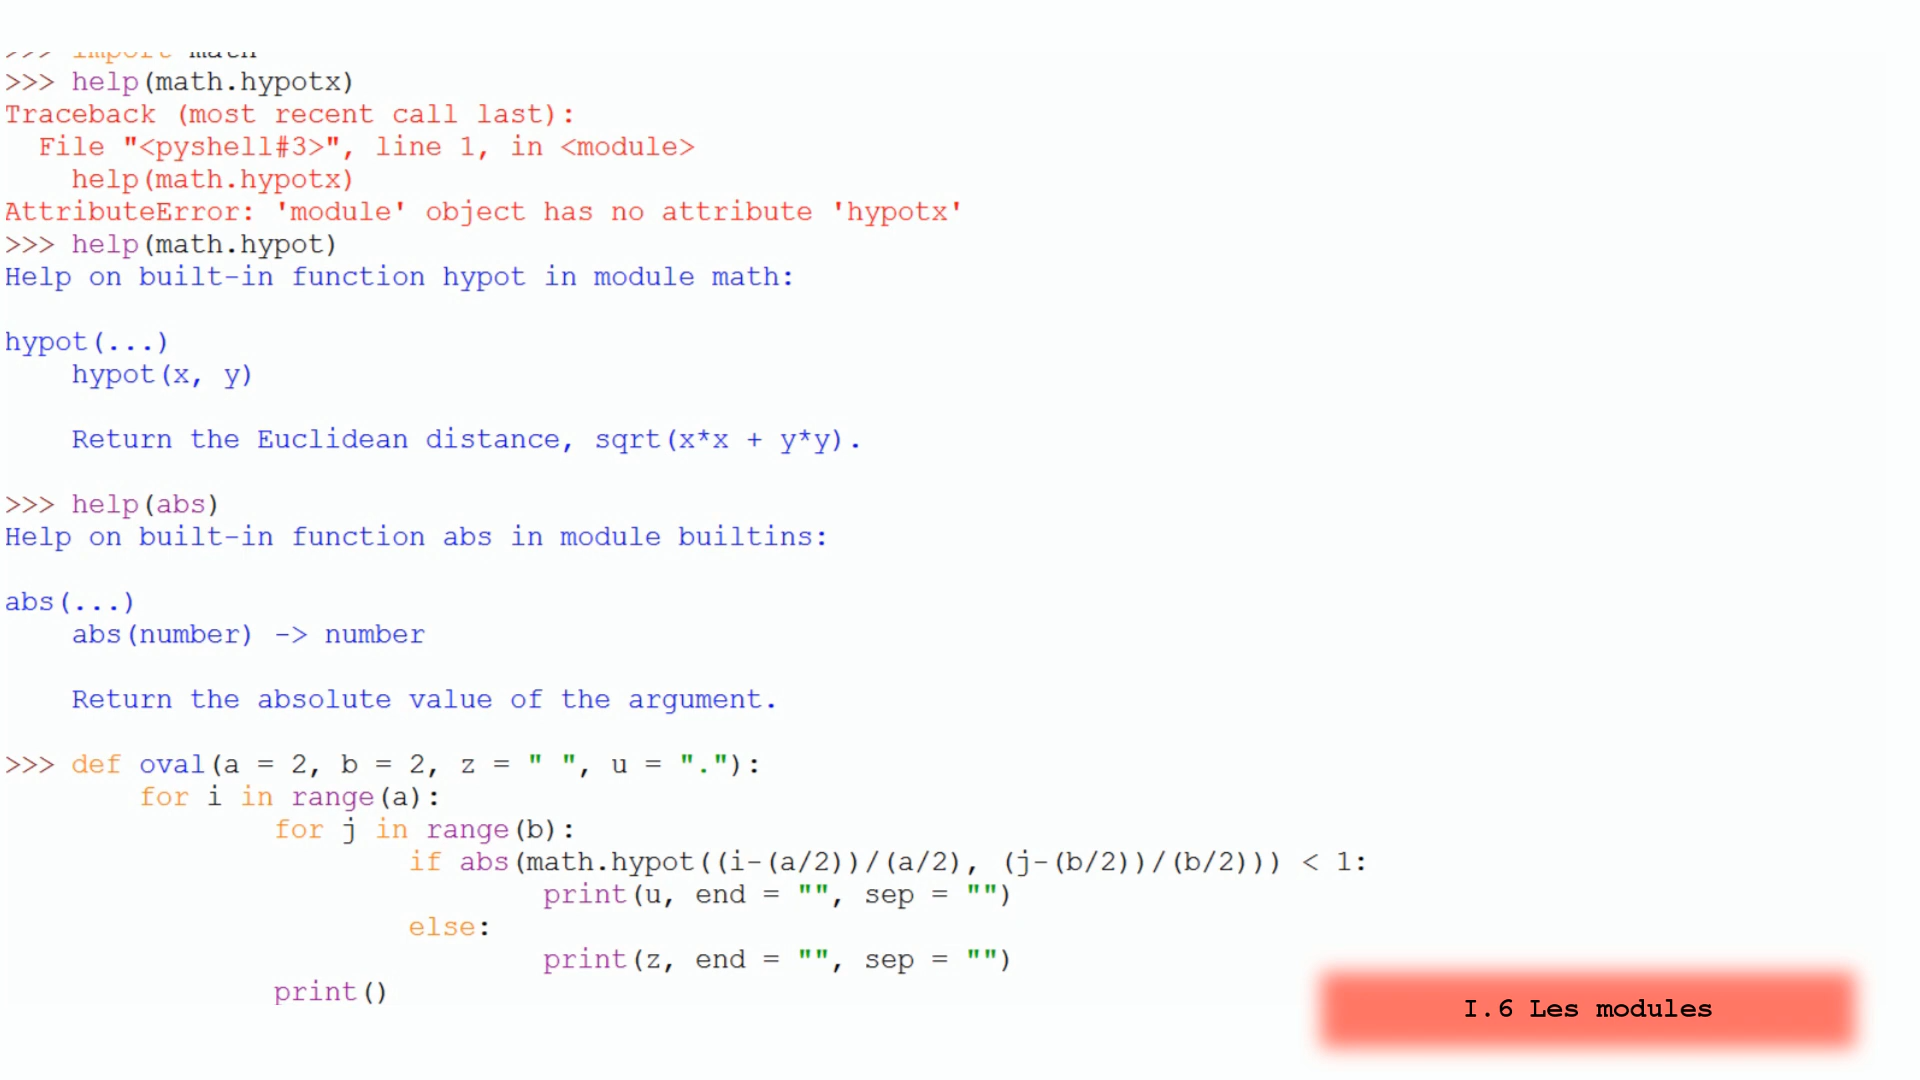 >>> import math
>>> help(math.hypotx)
Traceback (most recent call last):
  File "<pyshell#3>", line 1, in <module>
    help(math.hypotx)
AttributeError: 'module' object has no attribute 'hypotx'
>>> help(math.hypot)
Help on built-in function hypot in module math:

hypot(...)
    hypot(x, y)

    Return the Euclidean distance, sqrt(x*x + y*y).

>>> help(abs)
Help on built-in function abs in module builtins:

abs(...)
    abs(number) -> number

    Return the absolute value of the argument.

>>> def oval(a = 2, b = 2, z = " ", u = "."):
        for i in range(a):
                for j in range(b):
                        if abs(math.hypot((i-(a/2))/(a/2), (j-(b/2))/(b/2))) < 1:
                                print(u, end = "", sep = "")
                        else:
                                print(z, end = "", sep = "")
                print()
I.6 Les modules